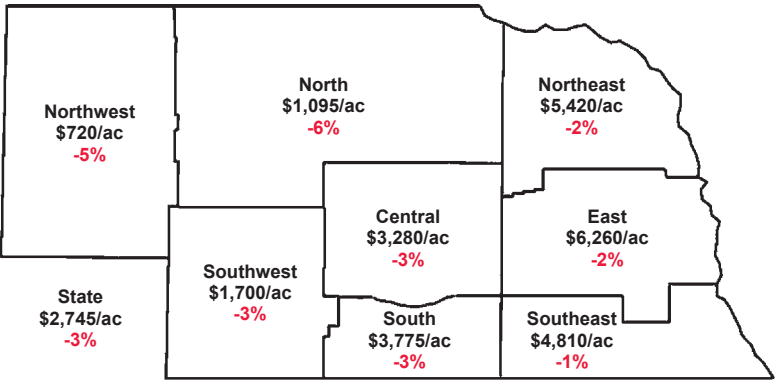 North
$1,095/ac
-6%
Northeast
$5,420/ac
-2%
Northwest
$720/ac
-5%
Central
$3,280/ac
-3%
East
$6,260/ac
-2%
Southwest
$1,700/ac
-3%
State
$2,745/ac
-3%
South
$3,775/ac
-3%
Southeast
$4,810/ac
-1%